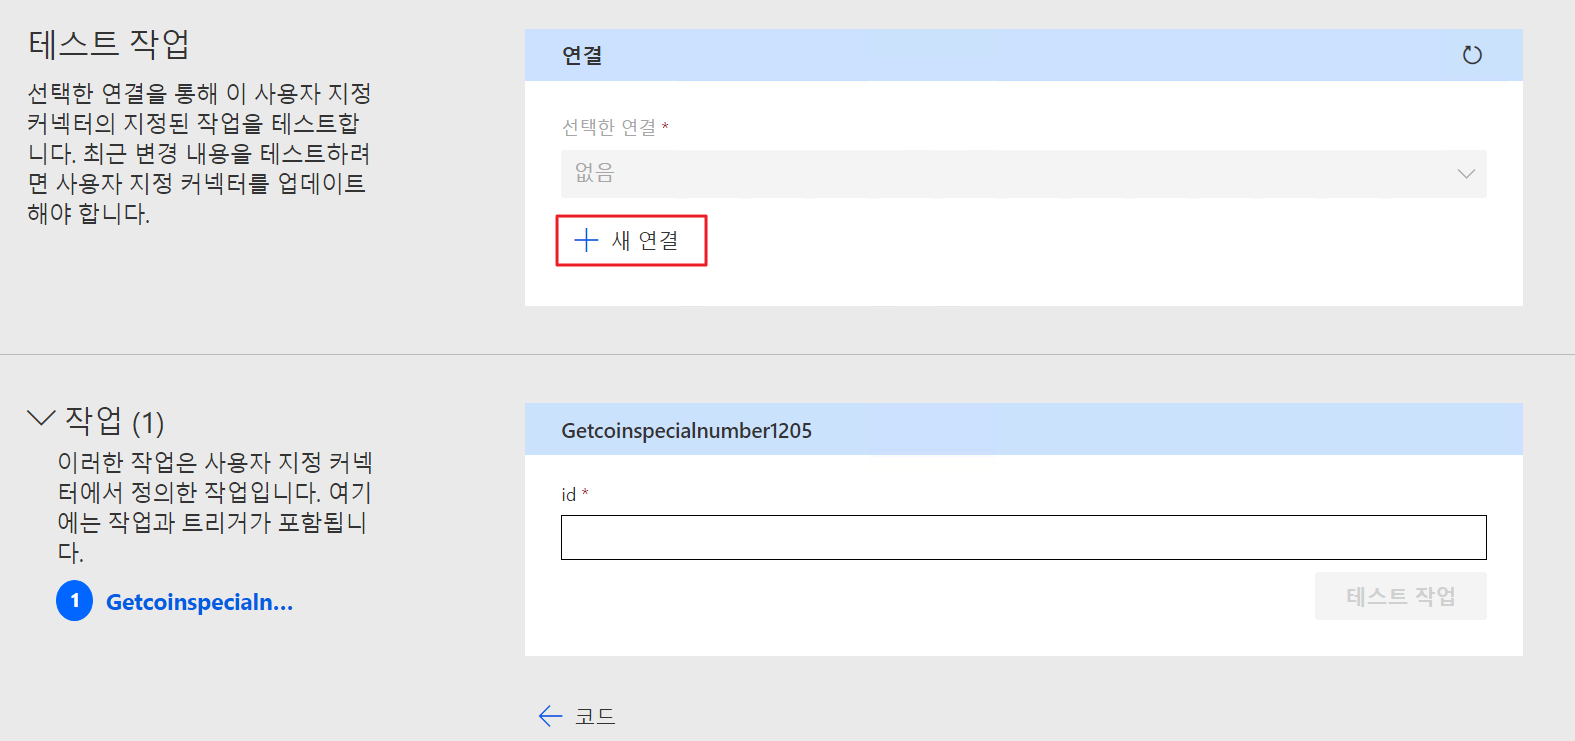 테스트 작업
선택한 연결을 통해 이 사용자 지정
커넥터의 지정된 작업을 테스트합
니다. 최근 변경 내용을 테스트하려
면 사용자 지정 커넥터를 업데이트
해야 합니다.
연결
선택한 연결 *
없음
새 연결
작업 (1)
이러한 작업은 사용자 지정 커넥
터에서 정의한 작업입니다. 여기
에는 작업과 트리거가 포함됩니
다.
1 Getcoinspecialn...
Getcoinspecialnumber1205
id *
테스트 작업
코드